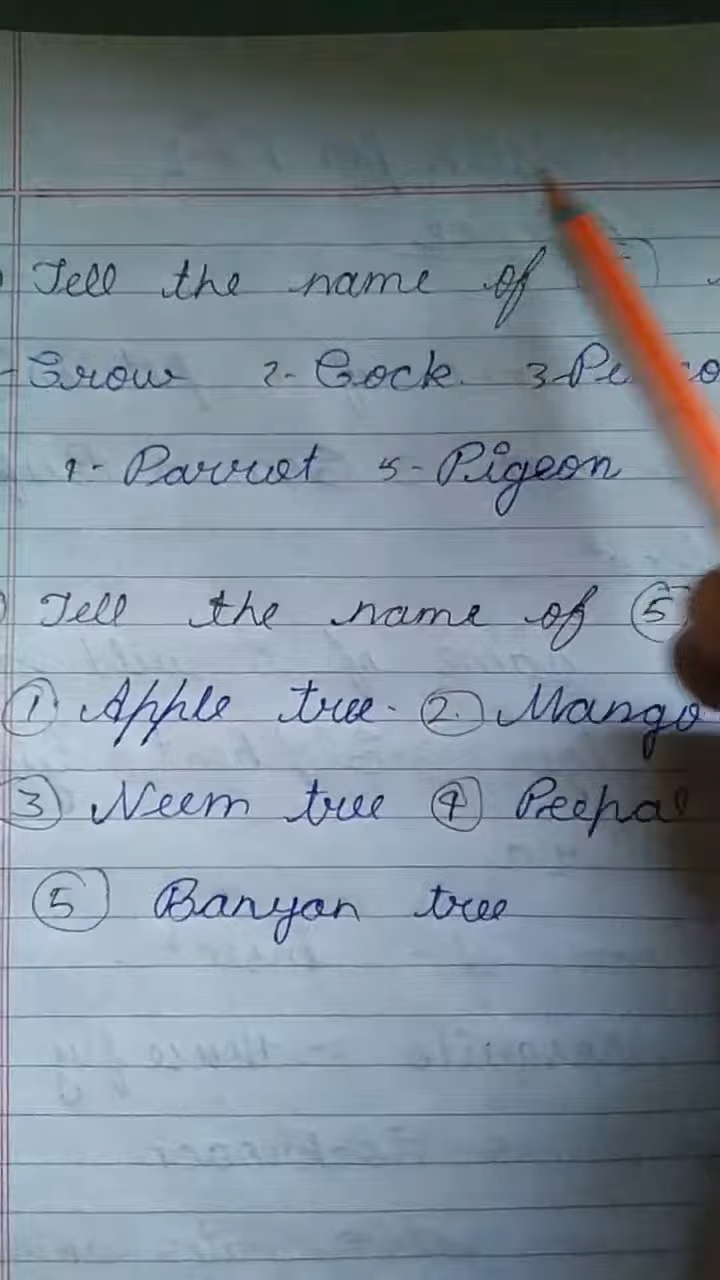 Tell the name of
Crow 2- Cock. 3-
4- Parrot 5- Pigeon
Tell the name of ⑤
① Apple tree. ②. Mango
③ Neem tree ④ Peepal
⑤ Banyan tree